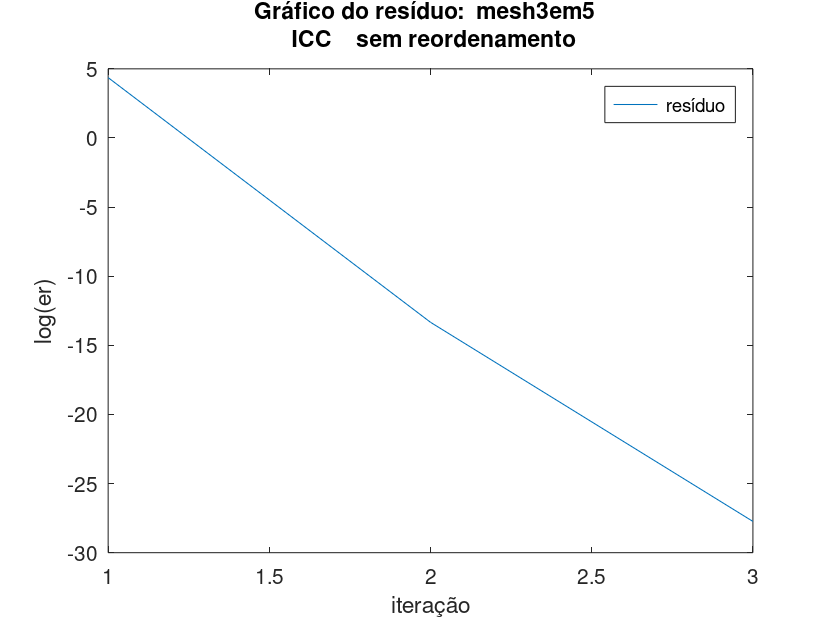 Gráfico do resíduo: mesh3em5
ICC sem reordenamento
resíduo
5
0
-5
-10
-15
-20
-25
-30
log(er)
1
1.5
2
2.5
3
iteração